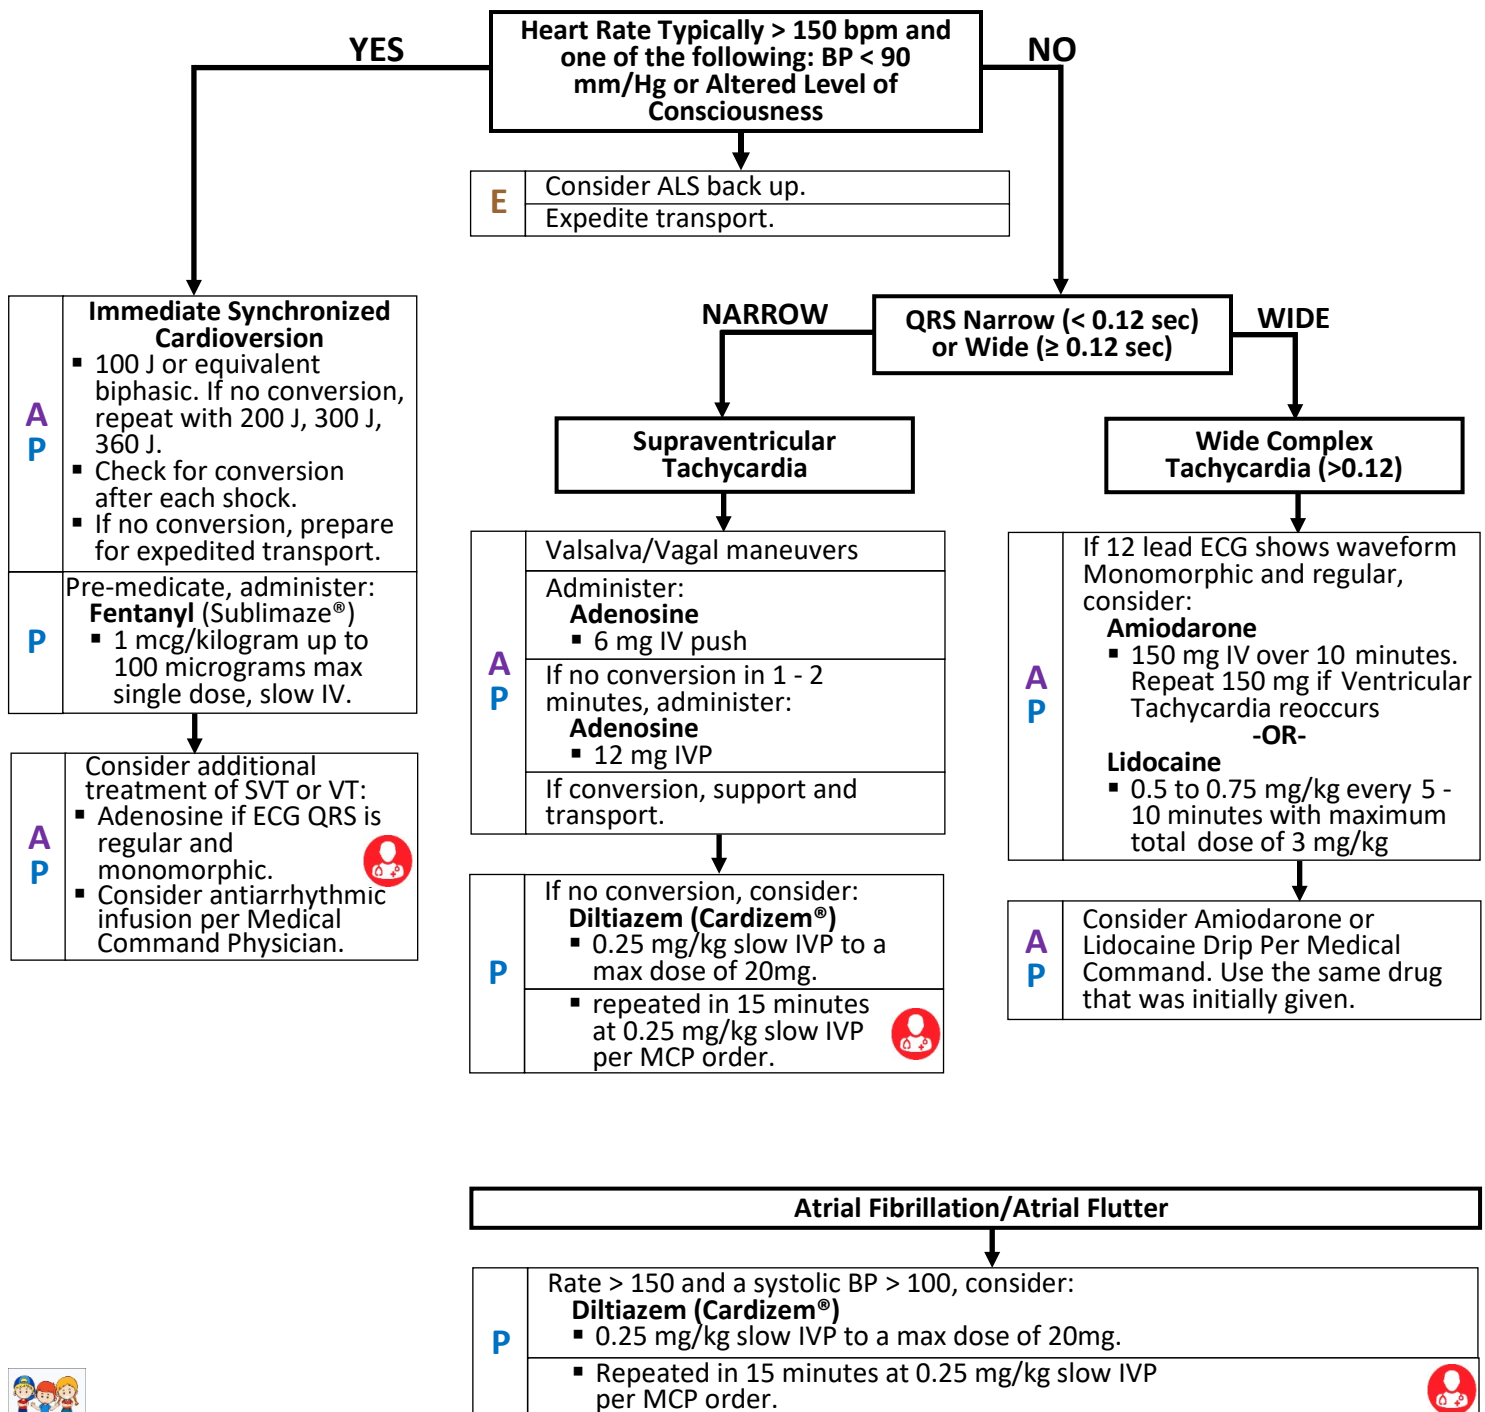 Heart Rate Typically > 150 bpm and
one of the following: BP < 90
mm/Hg or Altered Level of
Consciousness
YES
NO
E
Consider ALS back up.
Expedite transport.
A
P
Immediate Synchronized
Cardioversion
▪ 100 J or equivalent
biphasic. If no conversion,
repeat with 200 J, 300 J,
360 J.
▪ Check for conversion
after each shock.
▪ If no conversion, prepare
for expedited transport.
P
Pre-medicate, administer:
Fentanyl (Sublimaze®)
▪ 1 mcg/kilogram up to
100 micrograms max
single dose, slow IV.
A
P
Consider additional
treatment of SVT or VT:
▪ Adenosine if ECG QRS is
regular and
monomorphic.
▪ Consider antiarrhythmic
infusion per Medical
Command Physician.
QRS Narrow (< 0.12 sec)
or Wide (≥ 0.12 sec)
NARROW
WIDE
Supraventricular
Tachycardia
A
P
Valsalva/Vagal maneuvers
Administer:
Adenosine
▪ 6 mg IV push
If no conversion in 1 - 2
minutes, administer:
Adenosine
▪ 12 mg IVP
If conversion, support and
transport.
P
If no conversion, consider:
Diltiazem (Cardizem®)
▪ 0.25 mg/kg slow IVP to a
max dose of 20mg.
▪ repeated in 15 minutes
at 0.25 mg/kg slow IVP
per MCP order.
Wide Complex
Tachycardia (>0.12)
A
P
If 12 lead ECG shows waveform
Monomorphic and regular,
consider:
Amiodarone
▪ 150 mg IV over 10 minutes.
Repeat 150 mg if Ventricular
Tachycardia reoccurs
-OR-
Lidocaine
▪ 0.5 to 0.75 mg/kg every 5 -
10 minutes with maximum
total dose of 3 mg/kg
A
P
Consider Amiodarone or
Lidocaine Drip Per Medical
Command. Use the same drug
that was initially given.
Atrial Fibrillation/Atrial Flutter
P
Rate > 150 and a systolic BP > 100, consider:
Diltiazem (Cardizem®)
▪ 0.25 mg/kg slow IVP to a max dose of 20mg.
▪ Repeated in 15 minutes at 0.25 mg/kg slow IVP
per MCP order.